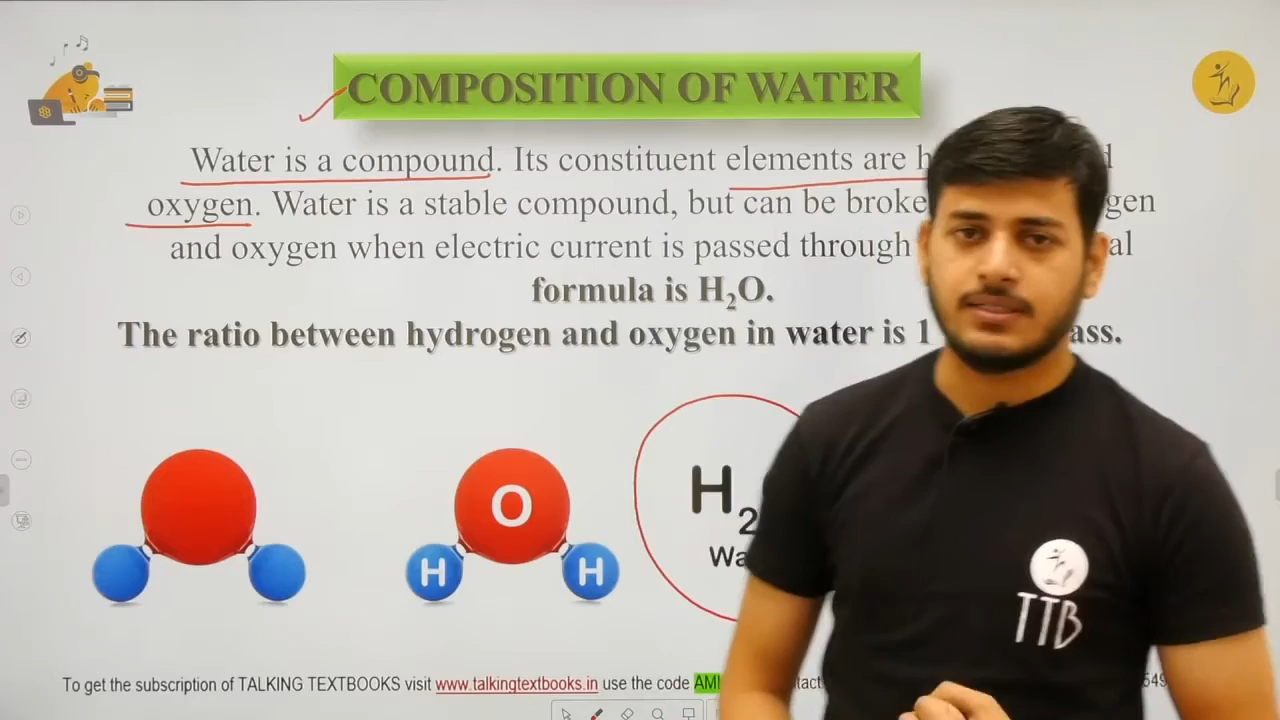 COMPOSITION OF WATER
Water is a compound. Its constituent elements are
oxygen. Water is a stable compound, but can be gen
and oxygen when electric current is passed through
formula is H₂O.
The ratio between hydrogen and oxygen in water is 1
O
H H
H₂
TTB
To get the subscription of TALKING TEXTBOOKS visit www.talkingtextbooks.in use the code